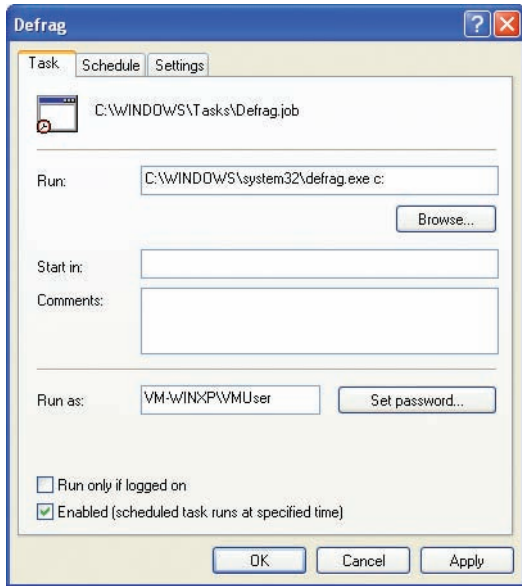 Defrag
Task Schedule Settings
C:\WINDOWS\Tasks\Defrag.job
Run: C:\WINDOWS\system32\defrag.exe c:
Browse...
Start in:
Comments:
Run as: VM-WINXP\VMUser Set password...
Run only if logged on
Enabled (scheduled task runs at specified time)
OK Cancel Apply